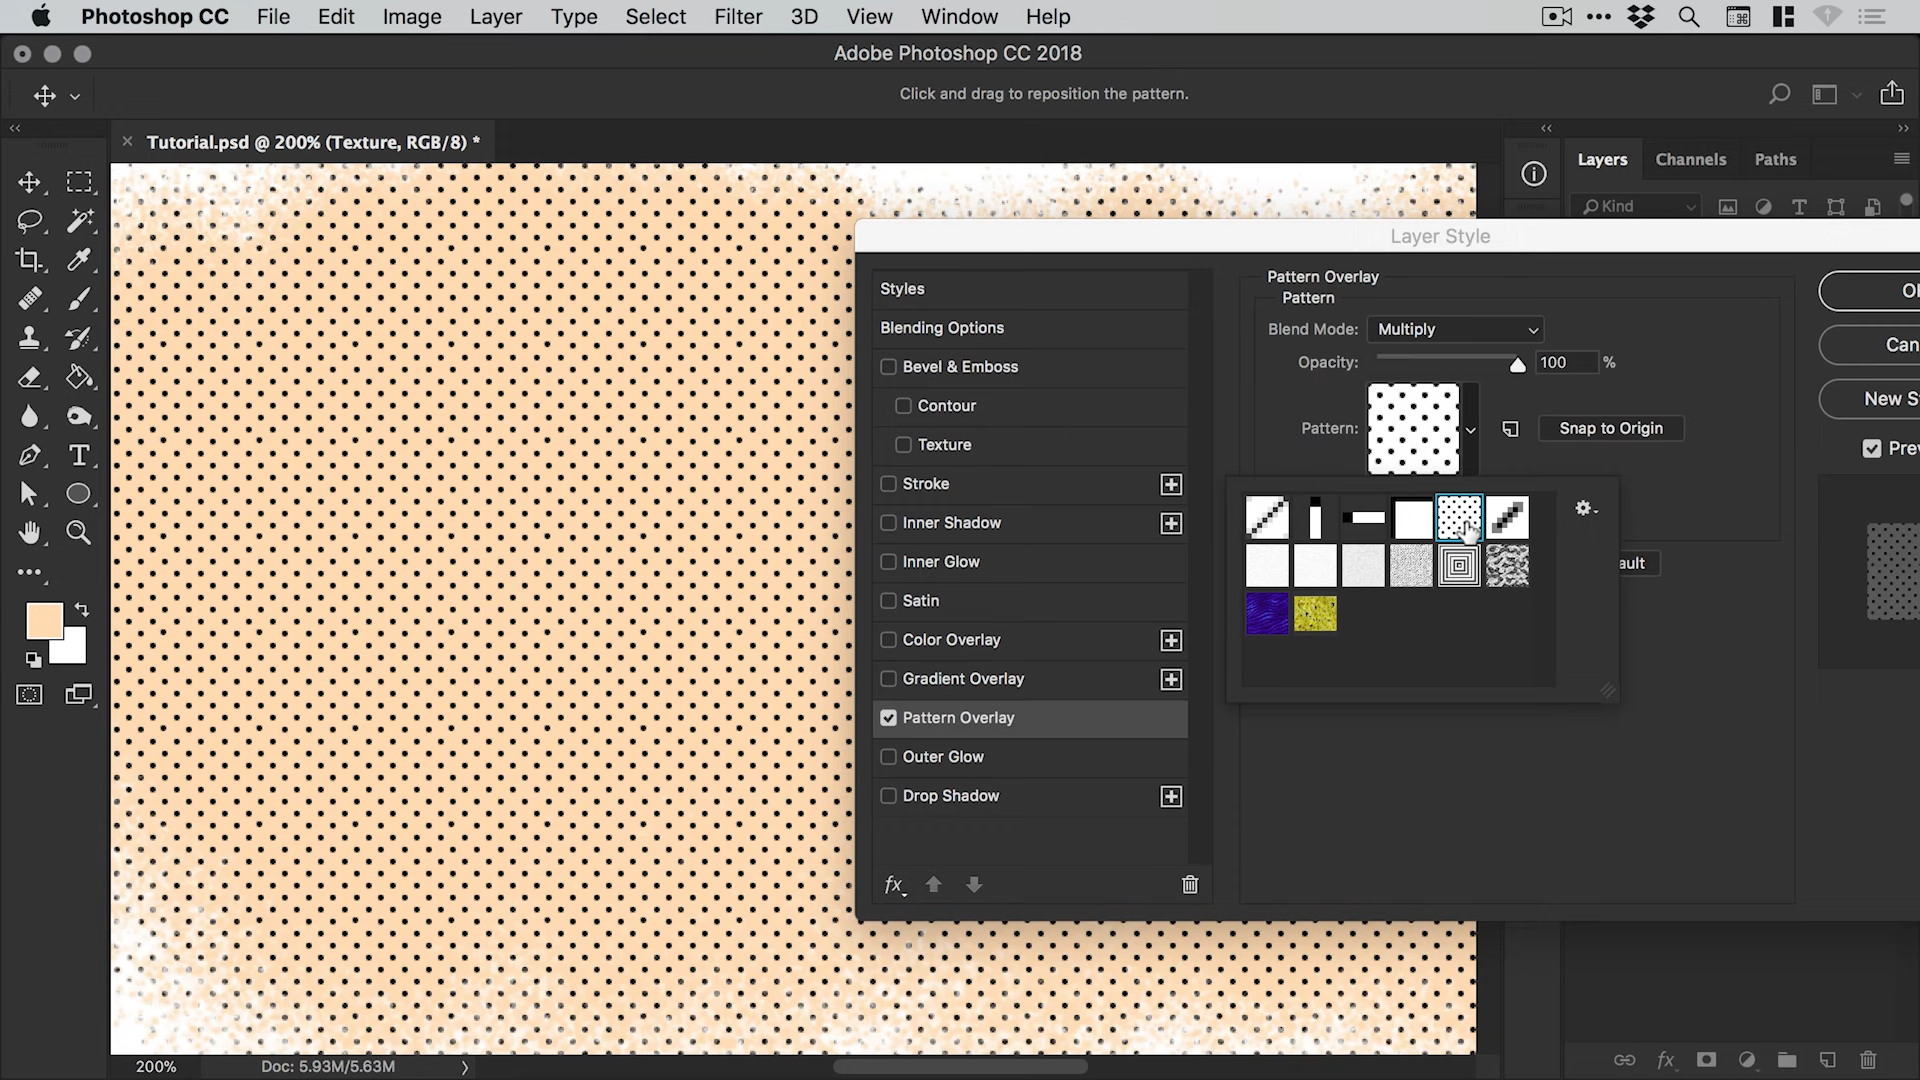 Photoshop CC File Edit Image Layer Type Select Filter 3D View Window Help
Adobe Photoshop CC 2018
Click and drag to reposition the pattern.
Tutorial.psd @ 200% (Texture, RGB/8) *
Layers Channels Paths
Kind
Layer Style
Styles
Blending Options
Bevel & Emboss
Contour
Texture
Stroke
Inner Shadow
Inner Glow
Satin
Color Overlay
Gradient Overlay
Pattern Overlay
Outer Glow
Drop Shadow
fx
Pattern Overlay
Pattern
Blend Mode: Multiply
Opacity: 100 %
Pattern: Snap to Origin
ault
Can
New S
Prev
200% Doc: 5.93M/5.63M
fx